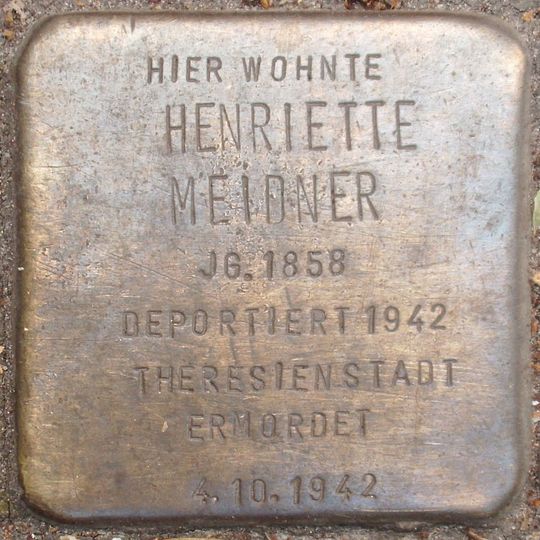 HIER WOHNTE
HENRIETTE
MEIDNER
JG. 1858
DEPORTIERT 1942
THERESIENSTADT
ERMORDET
4.10.1942